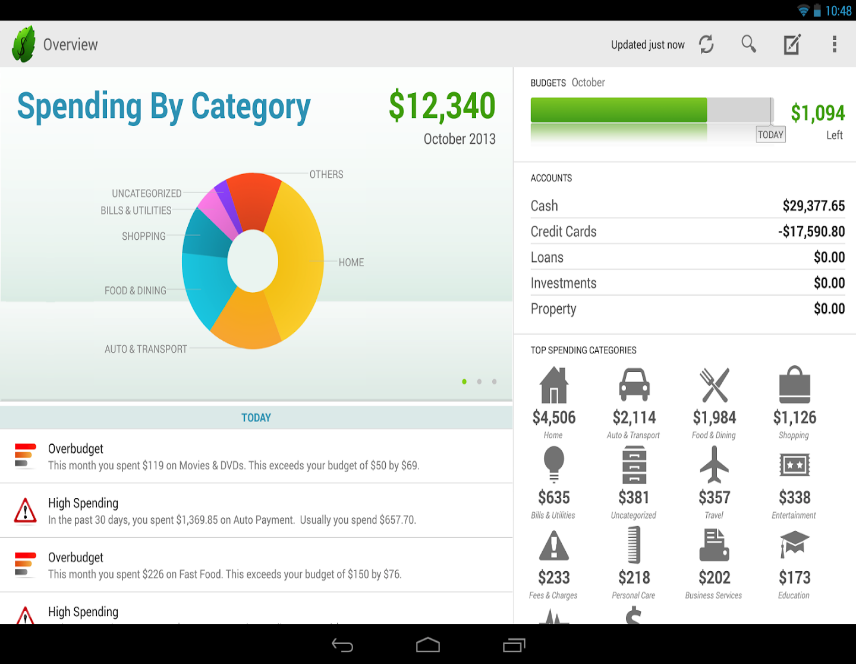 10:48
Overview
Updated just now
Spending By Category
$12,340
October 2013
OTHERS
UNCATEGORIZED
BILLS & UTILITIES
SHOPPING
HOME
FOOD & DINING
AUTO & TRANSPORT
TODAY
Overbudget
This month you spent $119 on Movies & DVDs. This exceeds your budget of $50 by $69.
High Spending
In the past 30 days, you spent $1,369.85 on Auto Payment. Usually you spend $657.70.
Overbudget
This month you spent $226 on Fast Food. This exceeds your budget of $150 by $76.
High Spending
BUDGETS October
$1,094
Left
TODAY
ACCOUNTS
Cash $29,377.65
Credit Cards -$17,590.80
Loans $0.00
Investments $0.00
Property $0.00
TOP SPENDING CATEGORIES
$4,506 $2,114 $1,984 $1,126
Home Auto & Transport Food & Dining Shopping
$635 $381 $357 $338
Bills & Utilities Uncategorized Travel Entertainment
$233 $218 $202 $173
Fees & Charges Personal Care Business Services Education